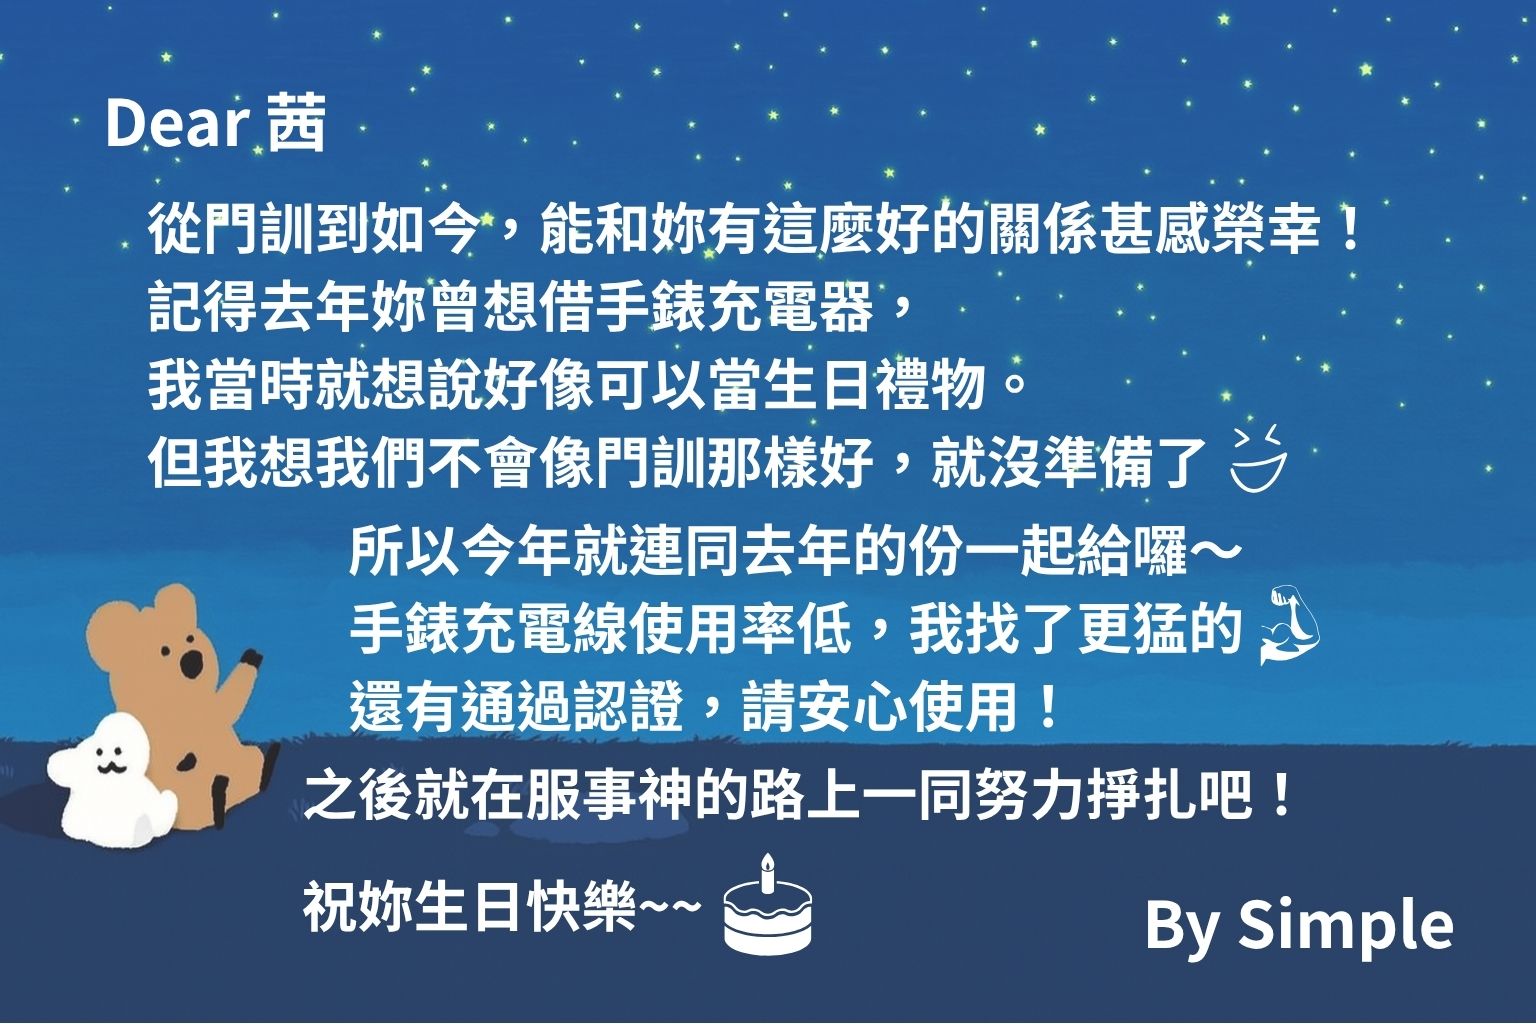 Dear 茜
從門訓到如今，能和妳有這麼好的關係甚感榮幸！
記得去年妳曾想借手錶充電器，
我當時就想說好像可以當生日禮物。
但我想我們不會像門訓那樣好，就沒準備了
所以今年就連同去年的份一起給囉～
手錶充電線使用率低，我找了更猛的
還有通過認證，請安心使用！
之後就在服事神的路上一同努力掙扎吧！
祝妳生日快樂~~
By Simple